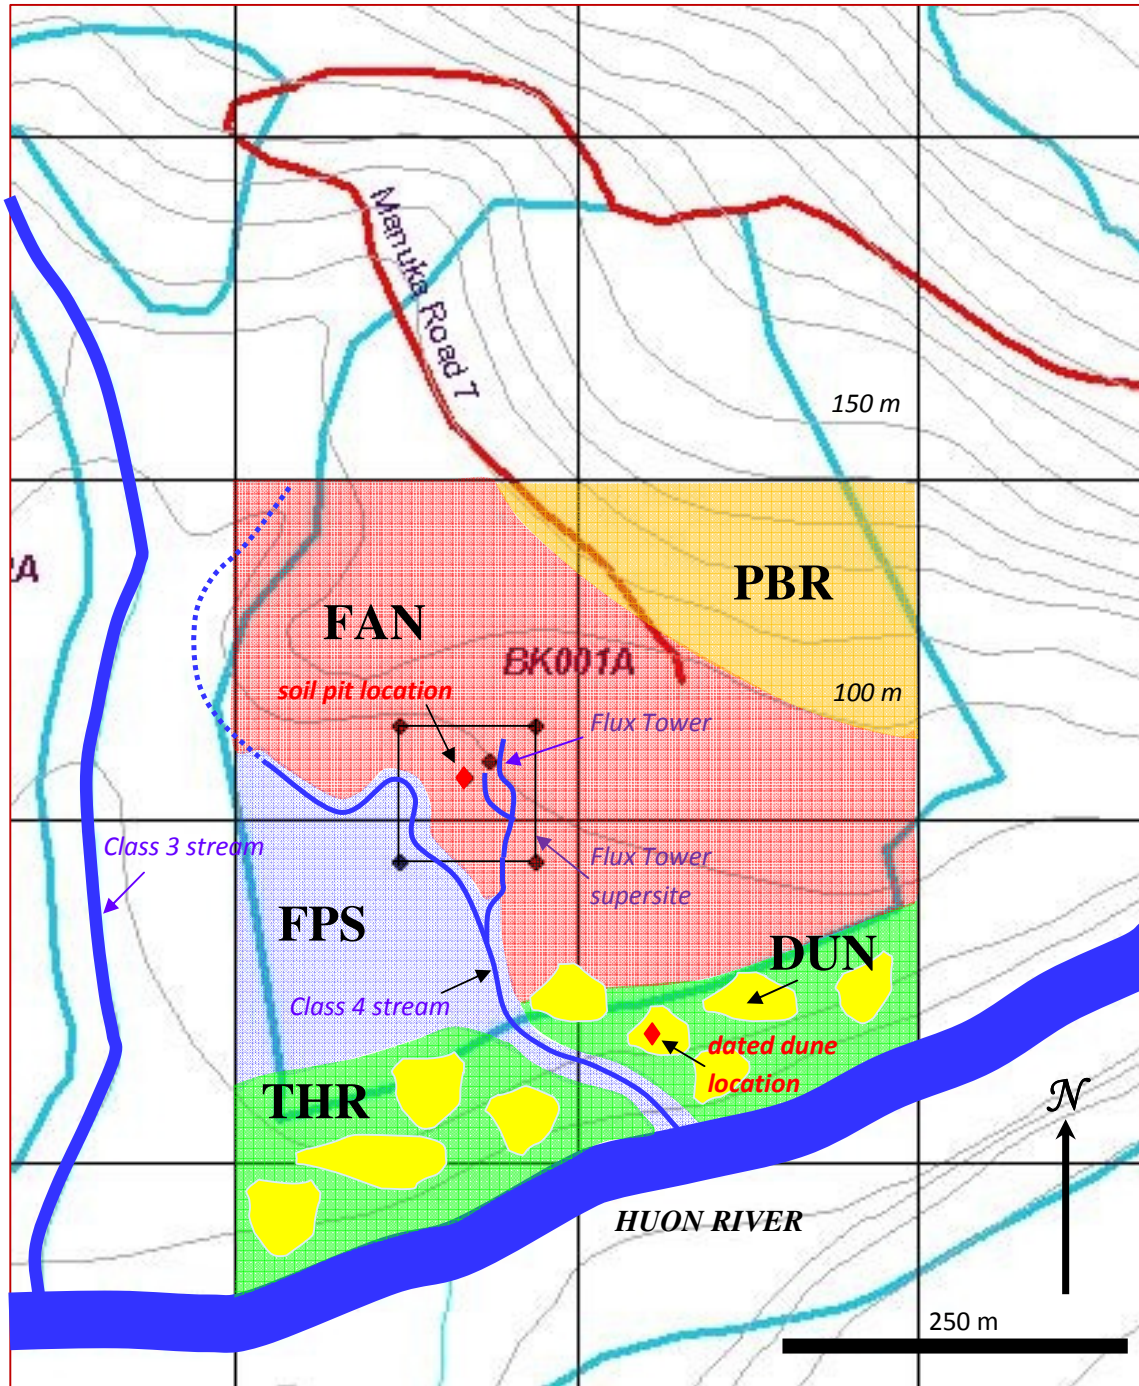 Manuka Road 7
150 m
A
PBR
FAN
BK001A
soil pit location
100 m
Flux Tower
Class 3 stream
Flux Tower
supersite
FPS
DUN
Class 4 stream
dated dune
location
THR
N
HUON RIVER
250 m